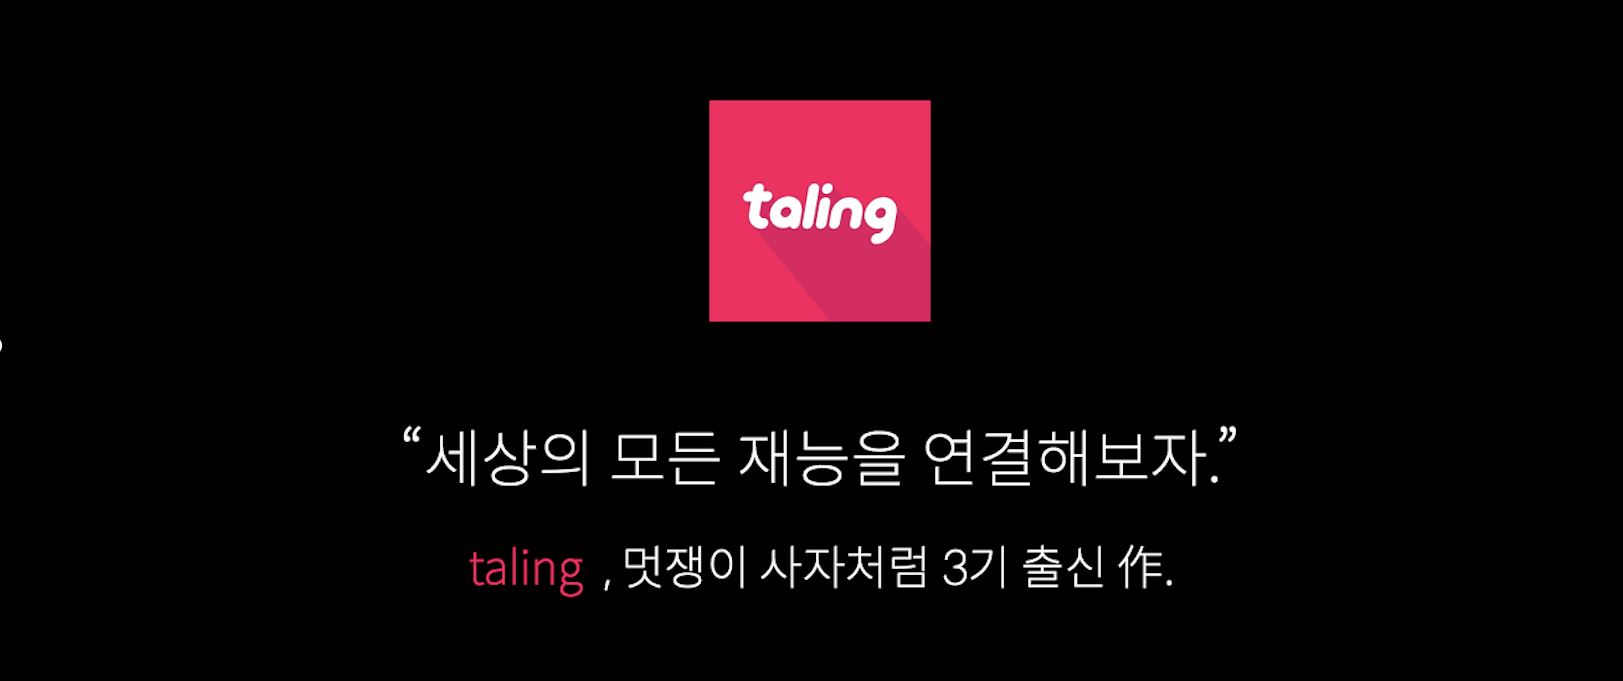 taling
“세상의 모든 재능을 연결해보자.”
taling , 멋쟁이 사자처럼 3기 출신 作.